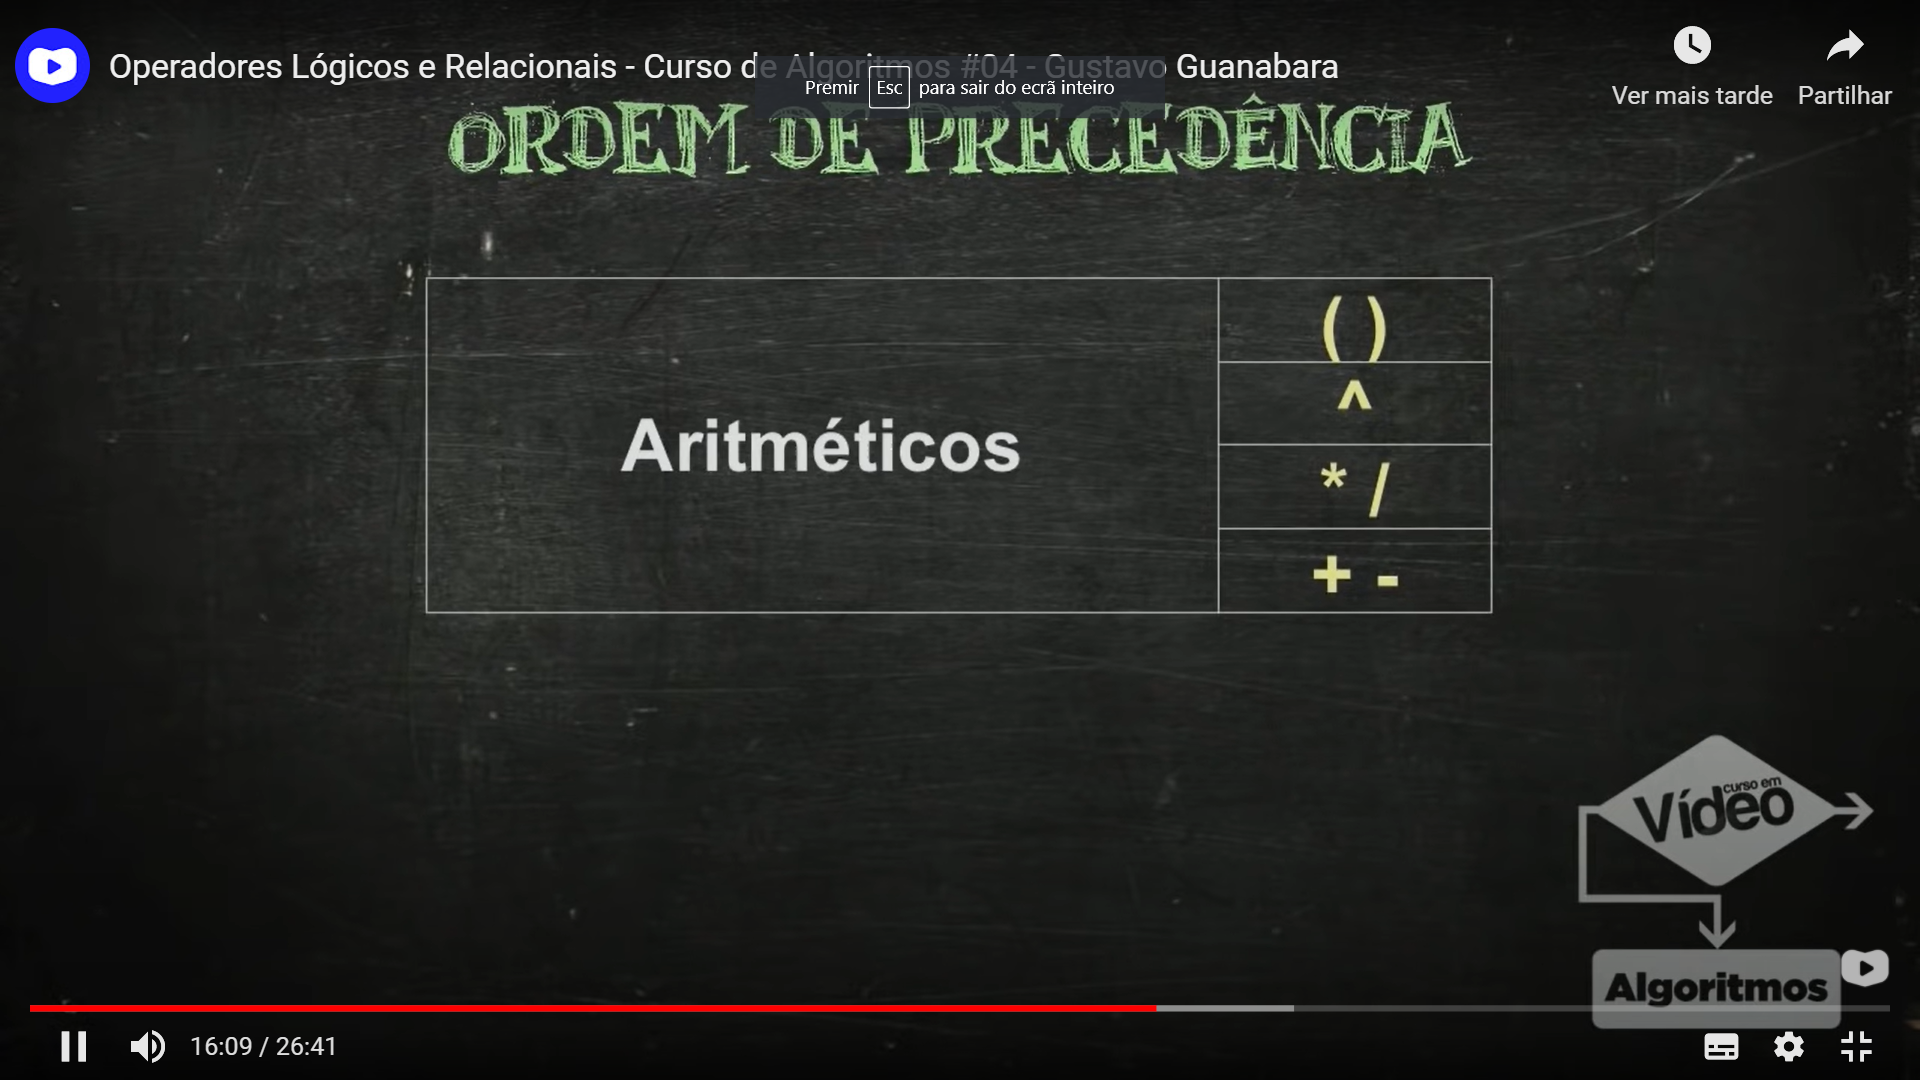 Operadores Lógicos e Relacionais - Curso de Algoritmos #04 - Gustavo Guanabara
Premir Esc para sair do ecrã inteiro
Ver mais tarde
Partilhar
ORDEM DE PRECEDÊNCIA
Aritméticos
( )
^
* /
+ -
curso em
Vídeo
Algoritmos
16:09 / 26:41